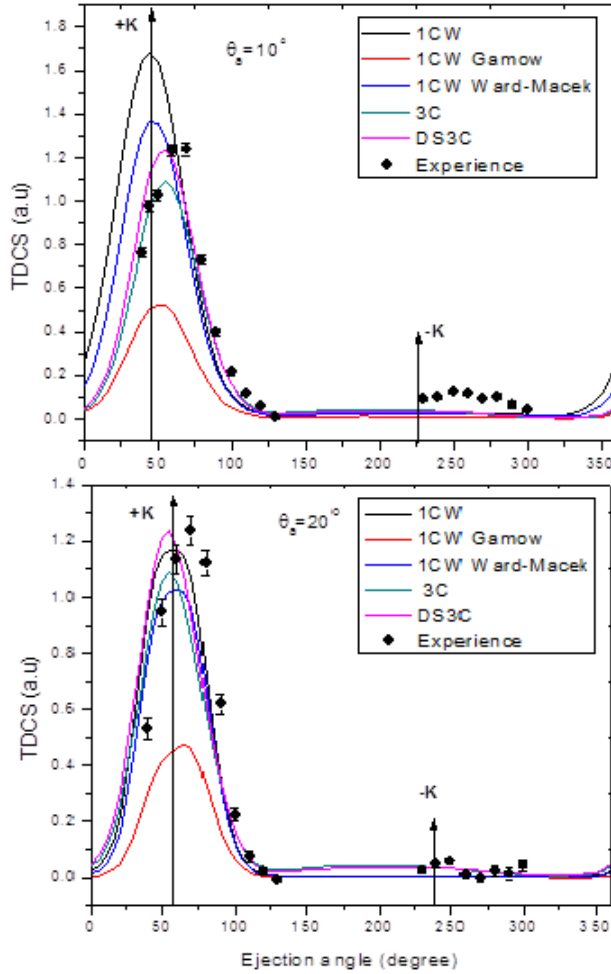 1.8
1.6
1.4
1.2
1.0
0.8
0.6
0.4
0.2
0.0
TDCS (a.u)
+K
θa=10°
1CW
1CW Gamow
1CW Ward-Macek
3C
DS3C
Experience
-K
0 50 100 150 200 250 300 350
1.4
1.2
1.0
0.8
0.6
0.4
0.2
0.0
TDCS (a.u)
+K
θa=20°
1CW
1CW Gamow
1CW Ward-Macek
3C
DS3C
Experience
-K
0 50 100 150 200 250 300 350
Ejection angle (degree)